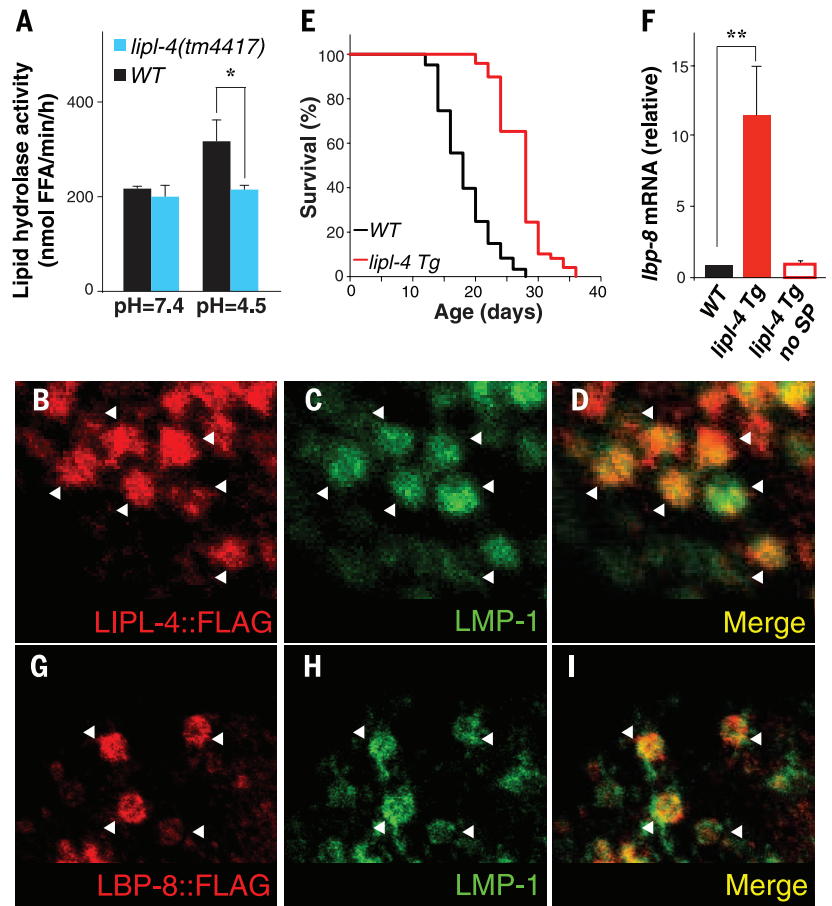 A
lipl-4(tm4417)
WT
*
Lipid hydrolase activity
(nmol FFA/min/h)
400
200
0
pH=7.4 pH=4.5
E
Survival (%)
100
80
60
40
20
0
WT
lipl-4 Tg
0 10 20 30 40
Age (days)
F
**
lbp-8 mRNA (relative)
15
10
5
0
WT
lipl-4 Tg
lipl-4 Tg
no SP
B
LIPL-4::FLAG
C
LMP-1
D
Merge
G
LBP-8::FLAG
H
LMP-1
I
Merge